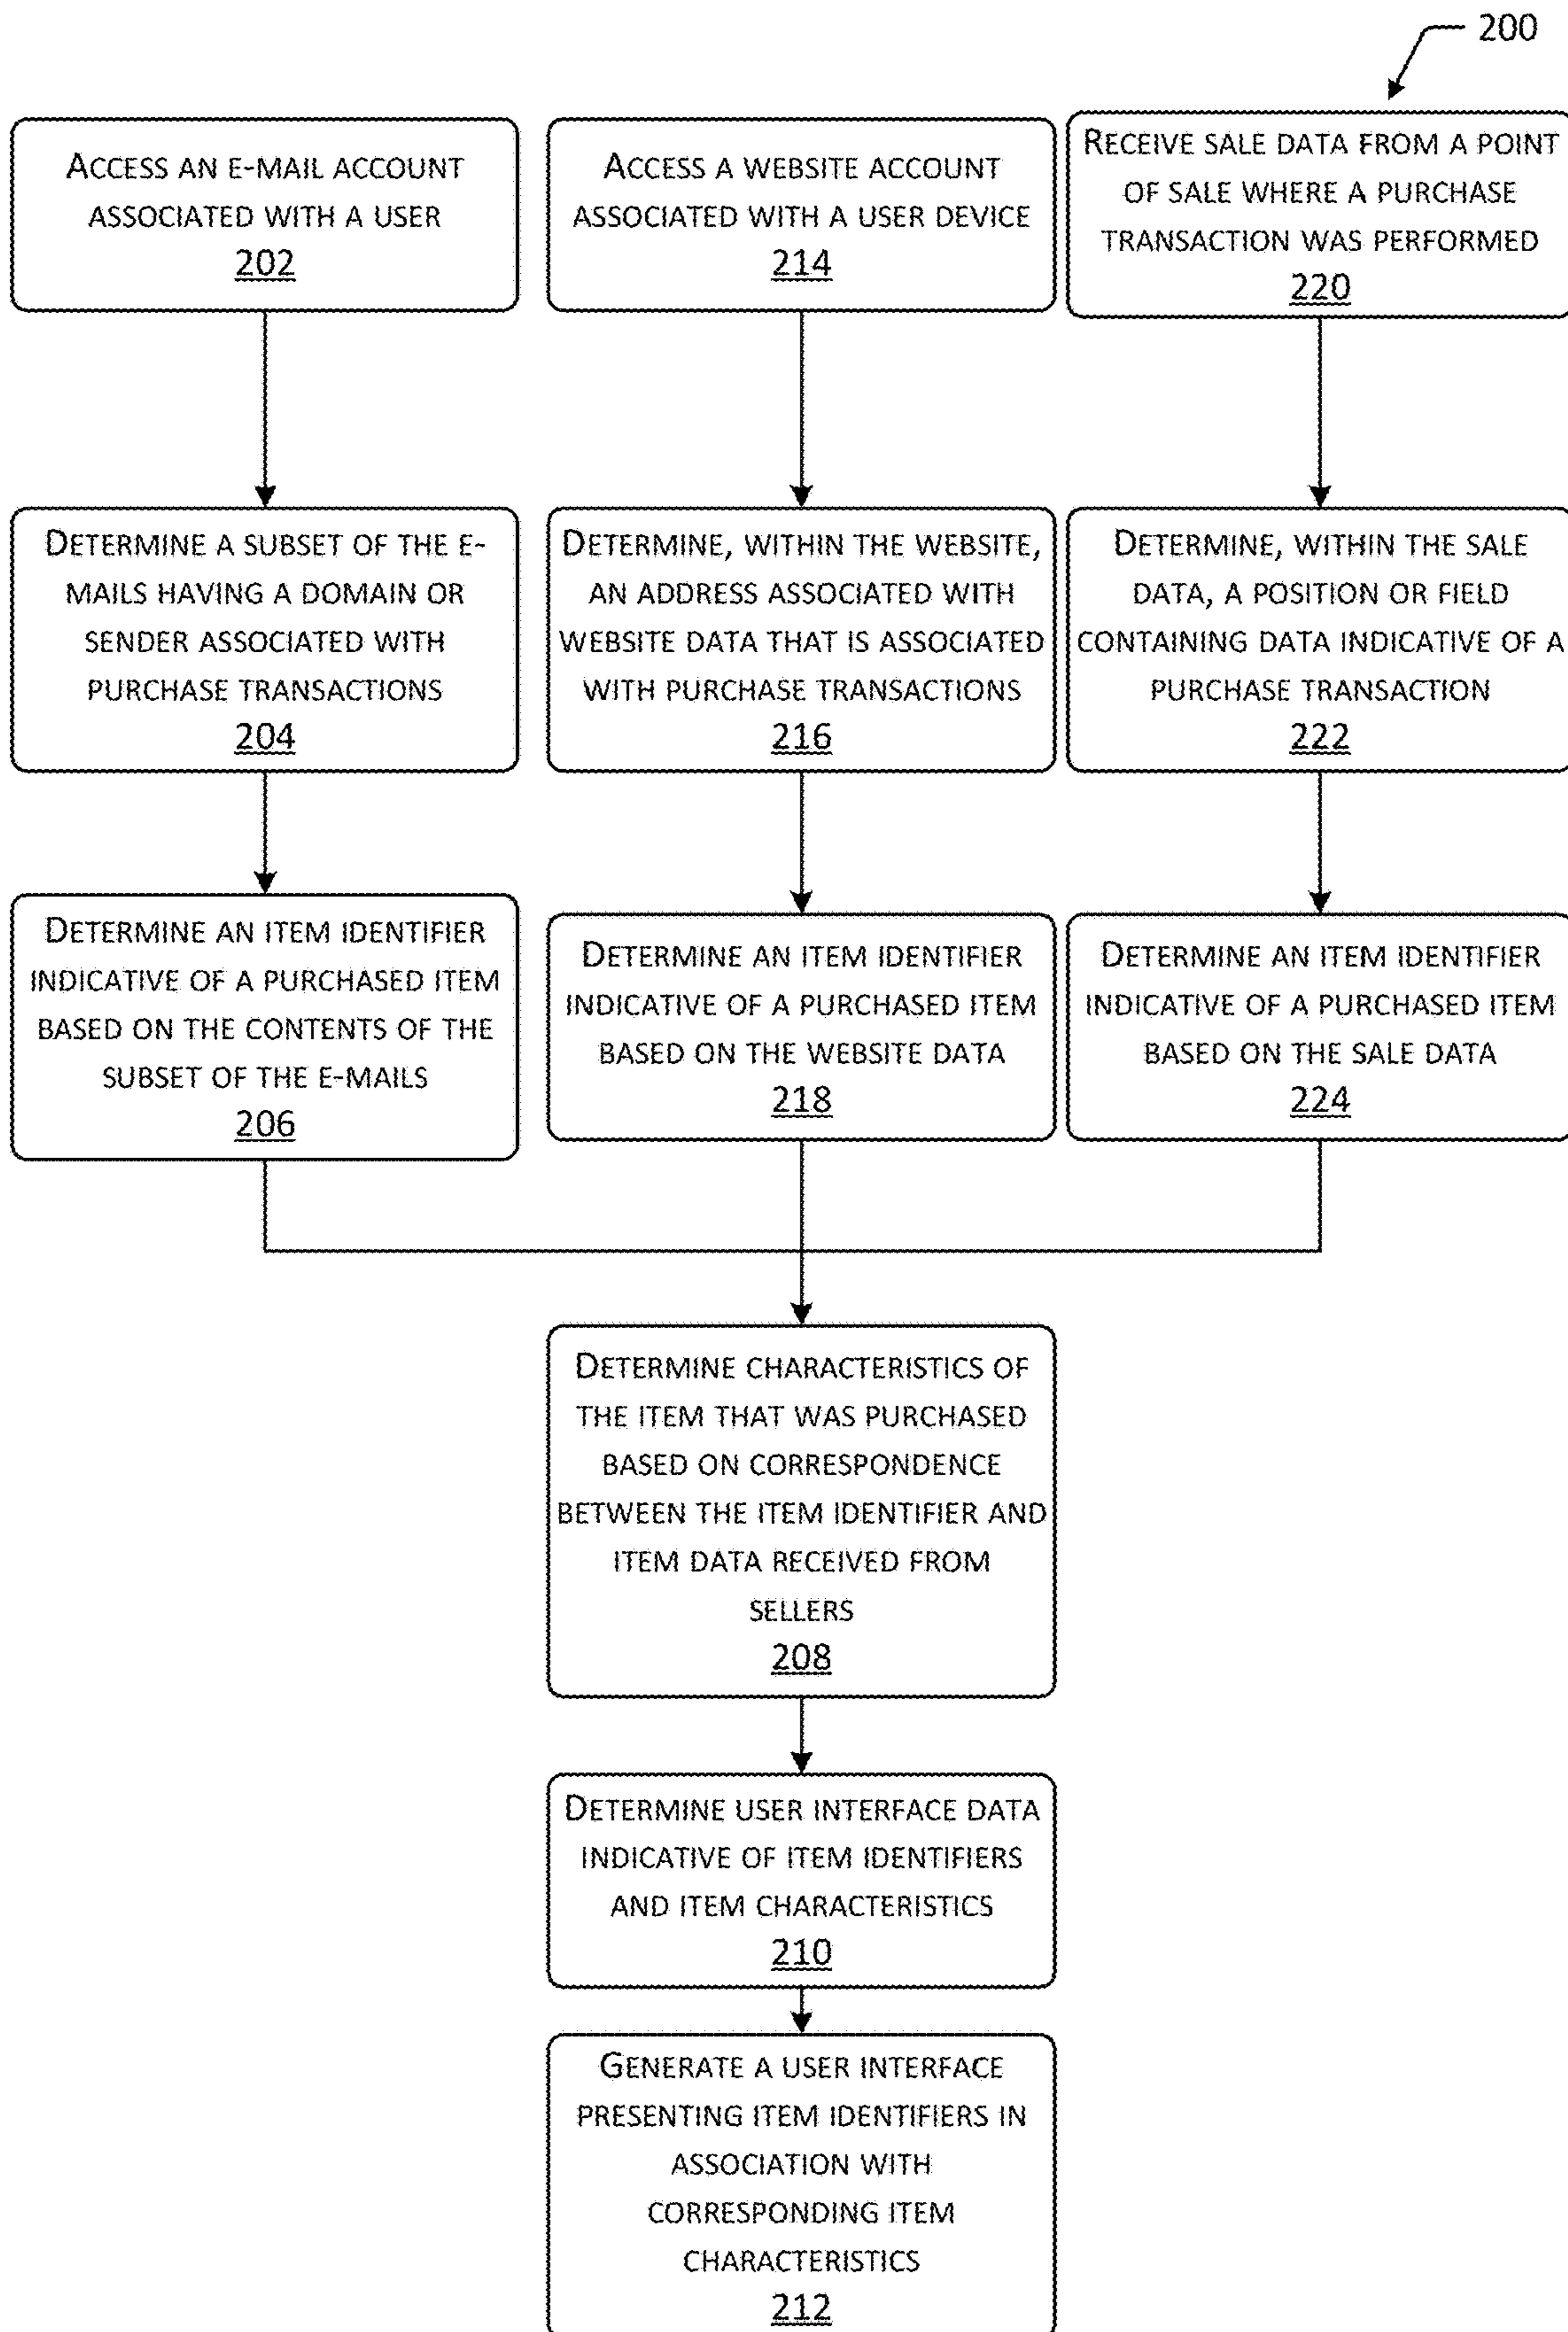 200
ACCESS AN E-MAIL ACCOUNT
ASSOCIATED WITH A USER
202
ACCESS A WEBSITE ACCOUNT
ASSOCIATED WITH A USER DEVICE
214
RECEIVE SALE DATA FROM A POINT
OF SALE WHERE A PURCHASE
TRANSACTION WAS PERFORMED
220
DETERMINE A SUBSET OF THE E-
MAILS HAVING A DOMAIN OR
SENDER ASSOCIATED WITH
PURCHASE TRANSACTIONS
204
DETERMINE, WITHIN THE WEBSITE,
AN ADDRESS ASSOCIATED WITH
WEBSITE DATA THAT IS ASSOCIATED
WITH PURCHASE TRANSACTIONS
216
DETERMINE, WITHIN THE SALE
DATA, A POSITION OR FIELD
CONTAINING DATA INDICATIVE OF A
PURCHASE TRANSACTION
222
DETERMINE AN ITEM IDENTIFIER
INDICATIVE OF A PURCHASED ITEM
BASED ON THE CONTENTS OF THE
SUBSET OF THE E-MAILS
206
DETERMINE AN ITEM IDENTIFIER
INDICATIVE OF A PURCHASED ITEM
BASED ON THE WEBSITE DATA
218
DETERMINE AN ITEM IDENTIFIER
INDICATIVE OF A PURCHASED ITEM
BASED ON THE SALE DATA
224
DETERMINE CHARACTERISTICS OF
THE ITEM THAT WAS PURCHASED
BASED ON CORRESPONDENCE
BETWEEN THE ITEM IDENTIFIER AND
ITEM DATA RECEIVED FROM
SELLERS
208
DETERMINE USER INTERFACE DATA
INDICATIVE OF ITEM IDENTIFIERS
AND ITEM CHARACTERISTICS
210
GENERATE A USER INTERFACE
PRESENTING ITEM IDENTIFIERS IN
ASSOCIATION WITH
CORRESPONDING ITEM
CHARACTERISTICS
212